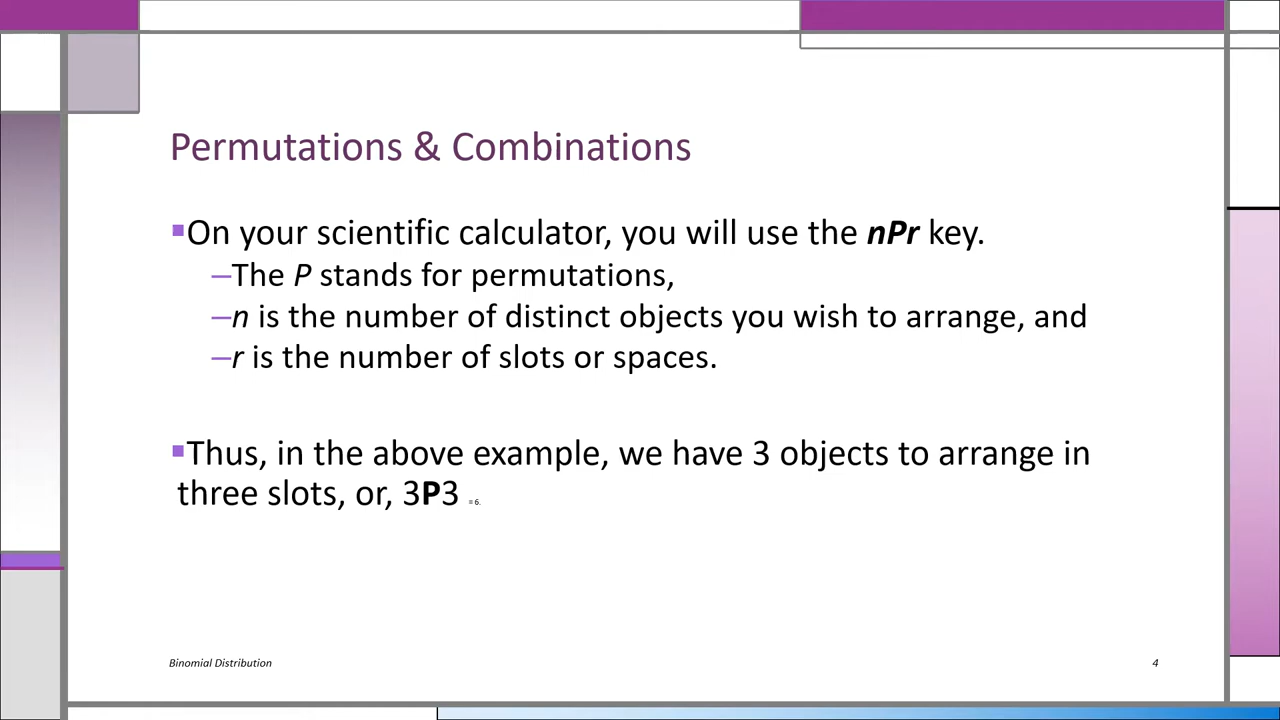 Permutations & Combinations
▪On your scientific calculator, you will use the nPr key.
–The P stands for permutations,
–n is the number of distinct objects you wish to arrange, and
–r is the number of slots or spaces.
▪Thus, in the above example, we have 3 objects to arrange in
three slots, or, 3P3 = 6.
Binomial Distribution
4